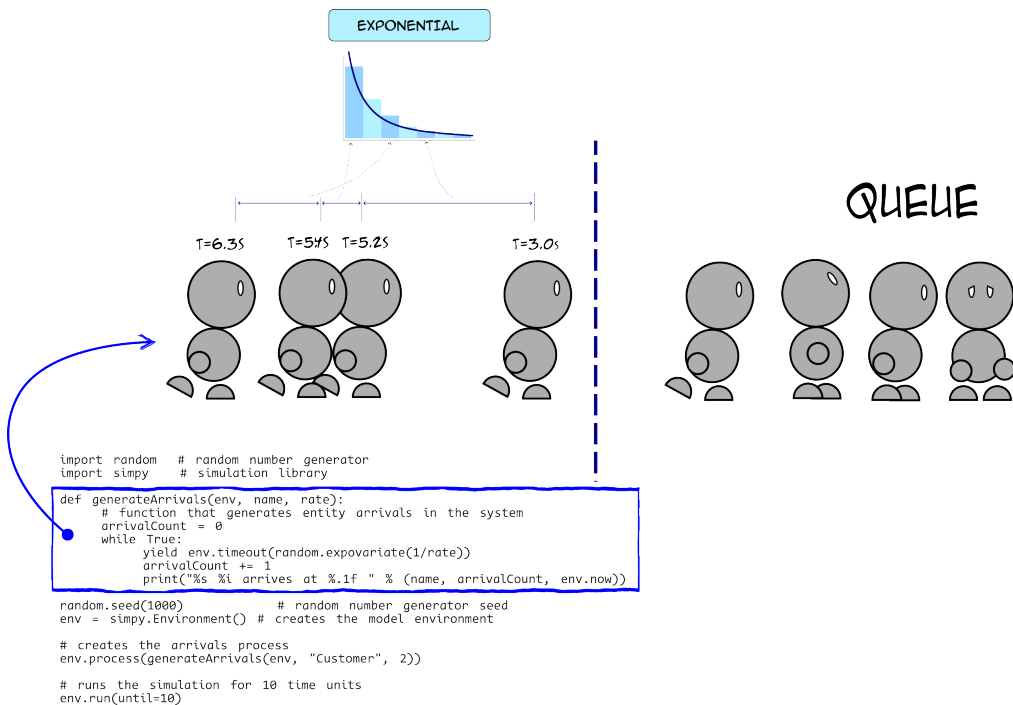 EXPONENTIAL
QUEUE
T=6.3s T=5.4s T=5.2s T=3.0s
import random # random number generator
import simpy # simulation library
def generateArrivals(env, name, rate):
# function that generates entity arrivals in the system
arrivalCount = 0
while True:
yield env.timeout(random.expovariate(1/rate))
arrivalCount += 1
print("%s %i arrives at %.1f " % (name, arrivalCount, env.now))
random.seed(1000) # random number generator seed
env = simpy.Environment() # creates the model environment
# creates the arrivals process
env.process(generateArrivals(env, "Customer", 2))
# runs the simulation for 10 time units
env.run(until=10)